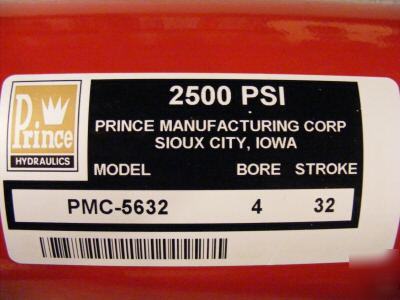 Prince
HYDRAULICS
2500 PSI
PRINCE MANUFACTURING CORP
SIOUX CITY, IOWA
MODEL BORE STROKE
PMC-5632 4 32